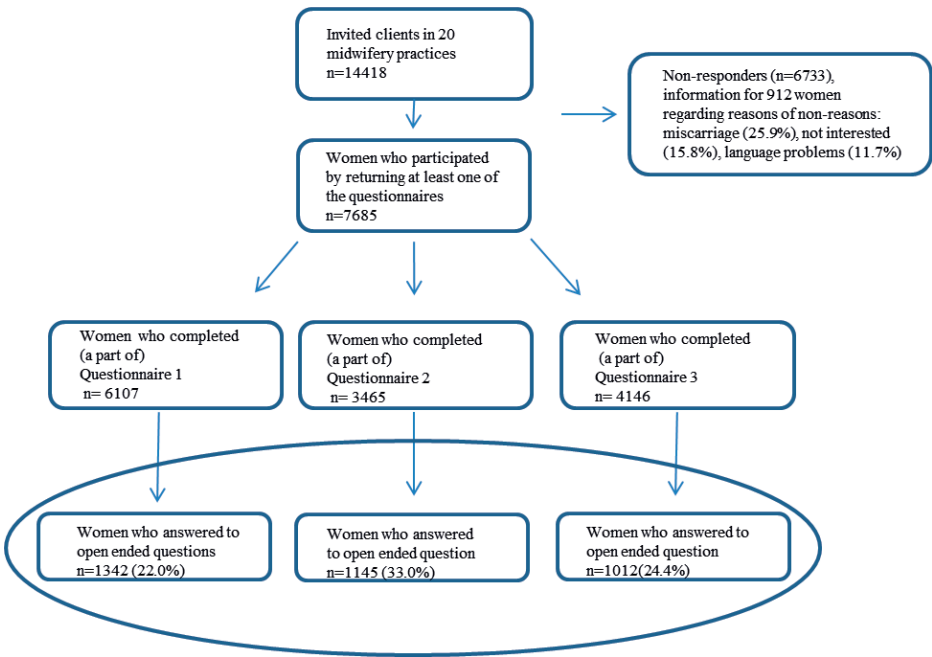 Invited clients in 20
midwifery practices
n=14418
Non-responders (n=6733),
information for 912 women
regarding reasons of non-reasons:
miscarriage (25.9%), not interested
(15.8%), language problems (11.7%)
Women who participated
by returning at least one of
the questionnaires
n=7685
Women who completed
(a part of)
Questionnaire 1
n= 6107
Women who completed
(a part of)
Questionnaire 2
n= 3465
Women who completed
(a part of)
Questionnaire 3
n= 4146
Women who answered to
open ended questions
n=1342 (22.0%)
Women who answered
to open ended question
n=1145 (33.0%)
Women who answered to
open ended question
n=1012(24.4%)